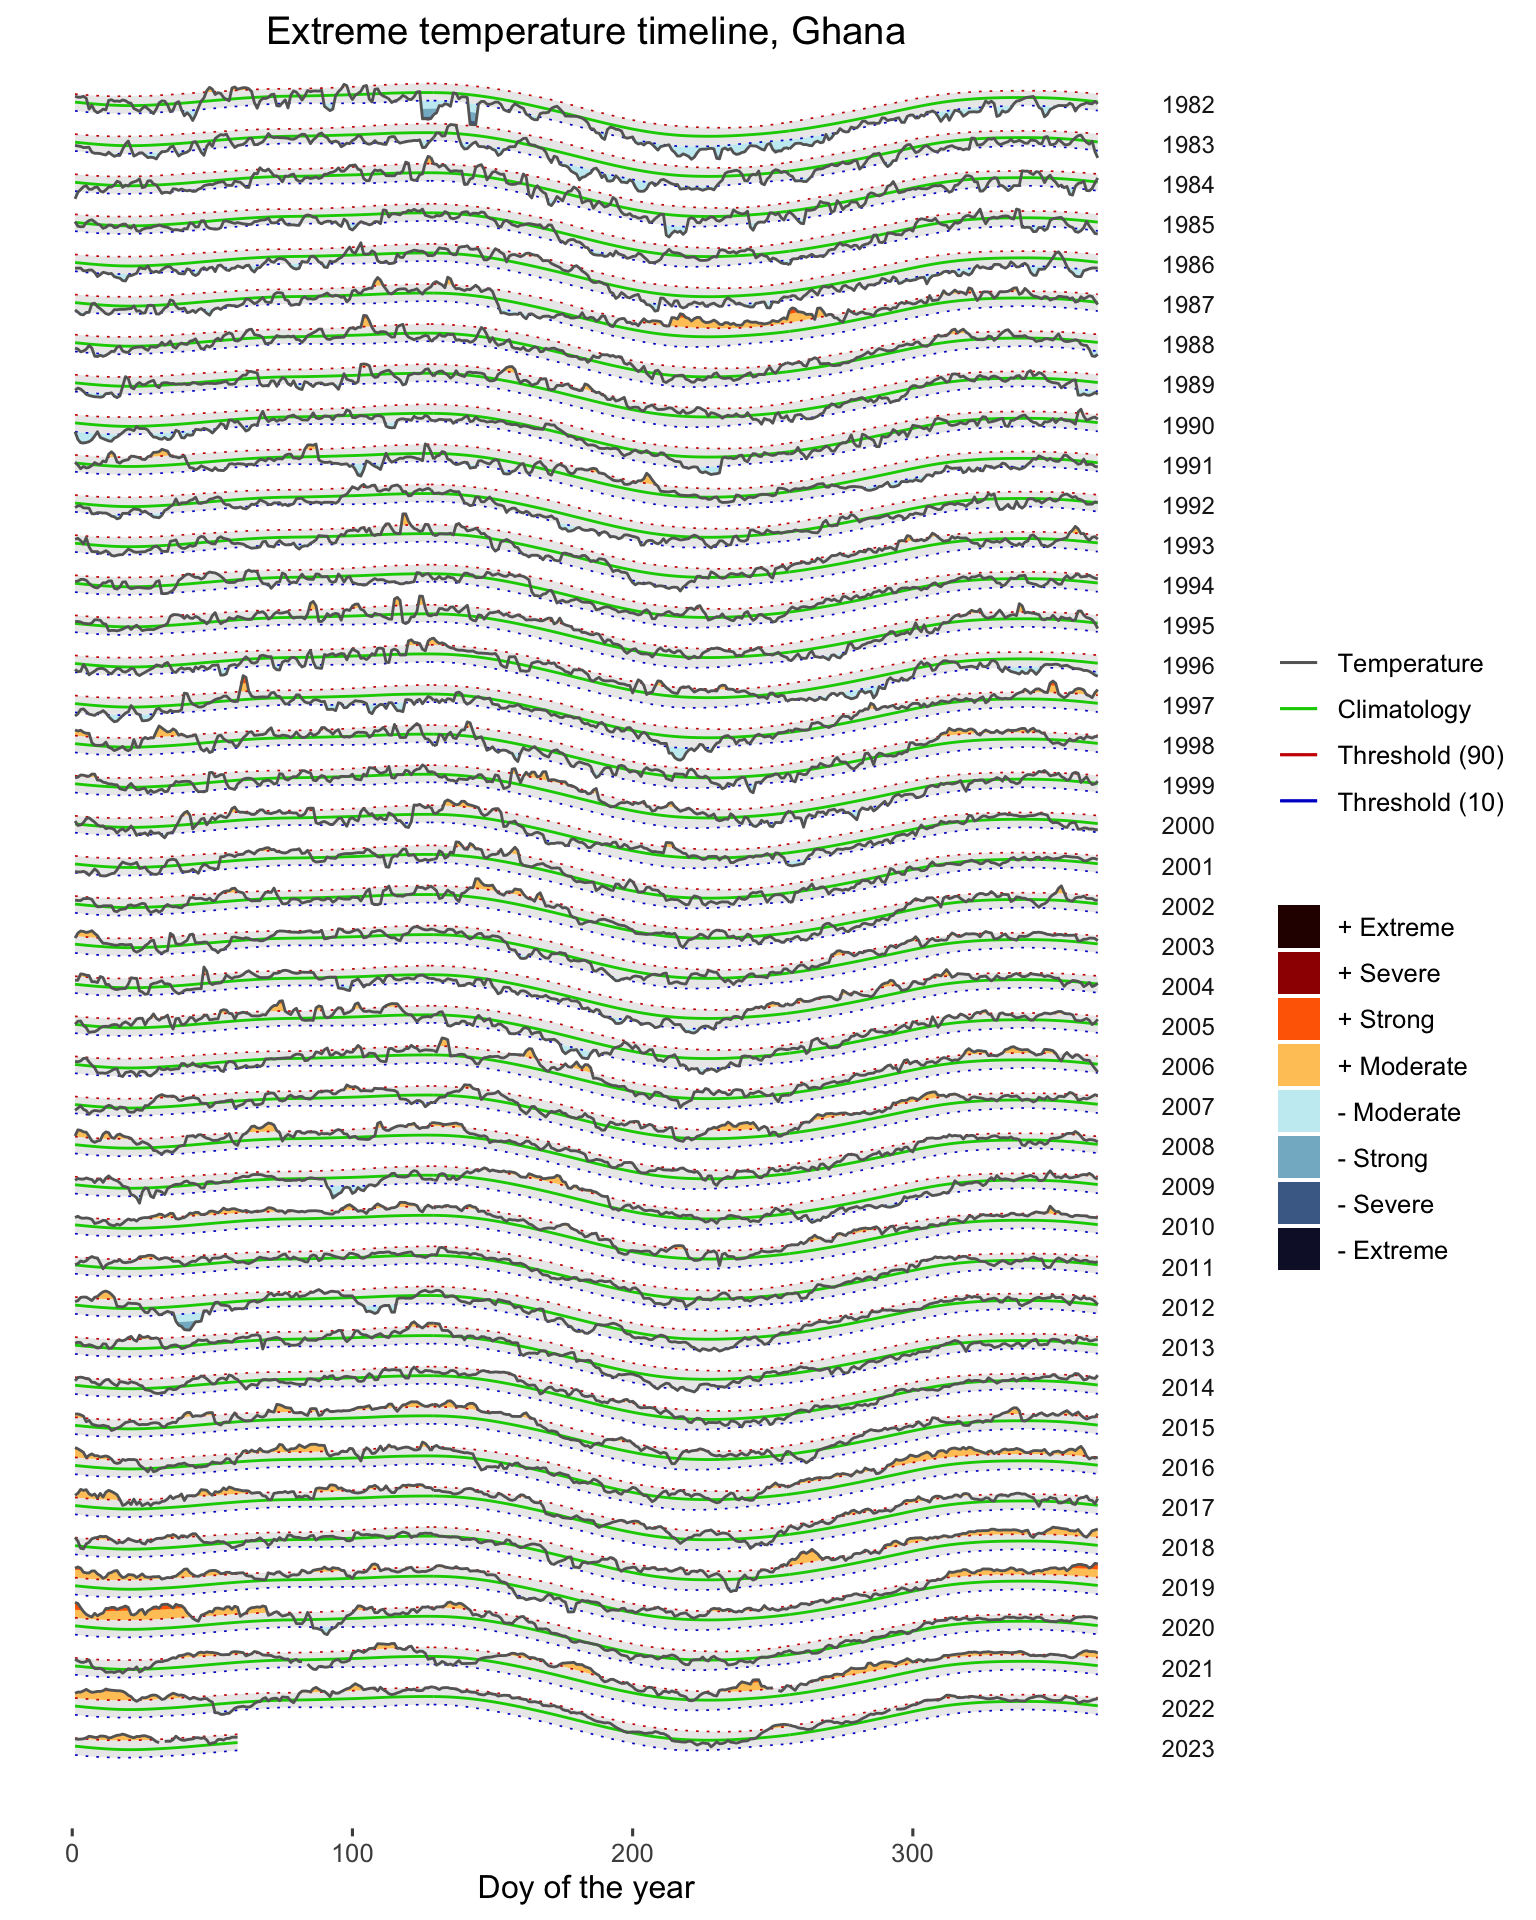 Extreme temperature timeline, Ghana
1982
1983
1984
1985
1986
1987
1988
1989
1990
1991
1992
1993
1994
1995
1996
1997
1998
1999
2000
2001
2002
2003
2004
2005
2006
2007
2008
2009
2010
2011
2012
2013
2014
2015
2016
2017
2018
2019
2020
2021
2022
2023
Temperature
Climatology
Threshold (90)
Threshold (10)
+ Extreme
+ Severe
+ Strong
+ Moderate
- Moderate
- Strong
- Severe
- Extreme
0 100 200 300
Doy of the year